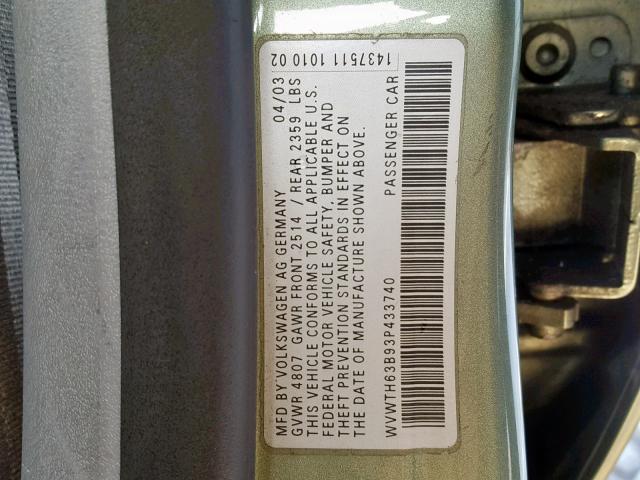 MFD BY VOLKSWAGEN AG GERMANY 04/03
GVWR 4807 GAWR FRONT 2514 / REAR 2359 LBS
THIS VEHICLE CONFORMS TO ALL APPLICABLE U.S.
FEDERAL MOTOR VEHICLE SAFETY, BUMPER AND
THEFT PREVENTION STANDARDS IN EFFECT ON
THE DATE OF MANUFACTURE SHOWN ABOVE.
WVWTH63B93P433740 PASSENGER CAR
1437511 1010 02